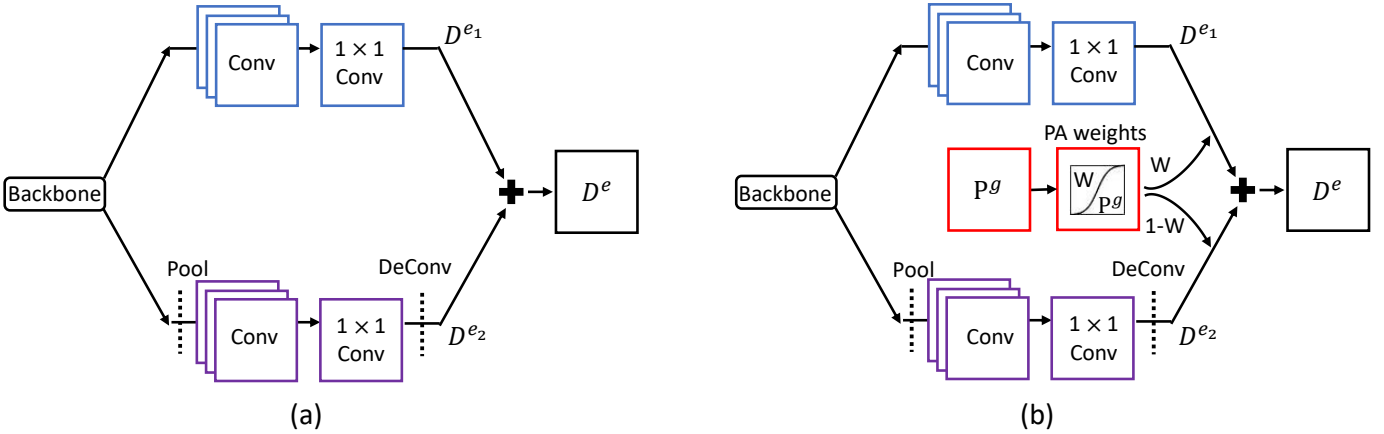 Conv
1 × 1
Conv
D^{e_1}
Backbone
D^e
Pool
DeConv
Conv
1 × 1
Conv
D^{e_2}
(a)
Conv
1 × 1
Conv
D^{e_1}
PA weights
Backbone
P^g
W
P^g
W
1-W
D^e
Pool
DeConv
Conv
1 × 1
Conv
D^{e_2}
(b)